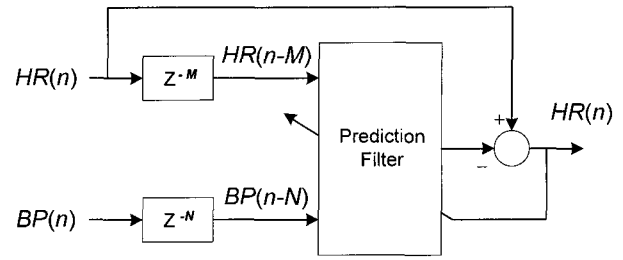 HR(n)
Z^-M
HR(n-M)
Prediction
Filter
+
−
HR(n)
BP(n)
Z^-N
BP(n-N)